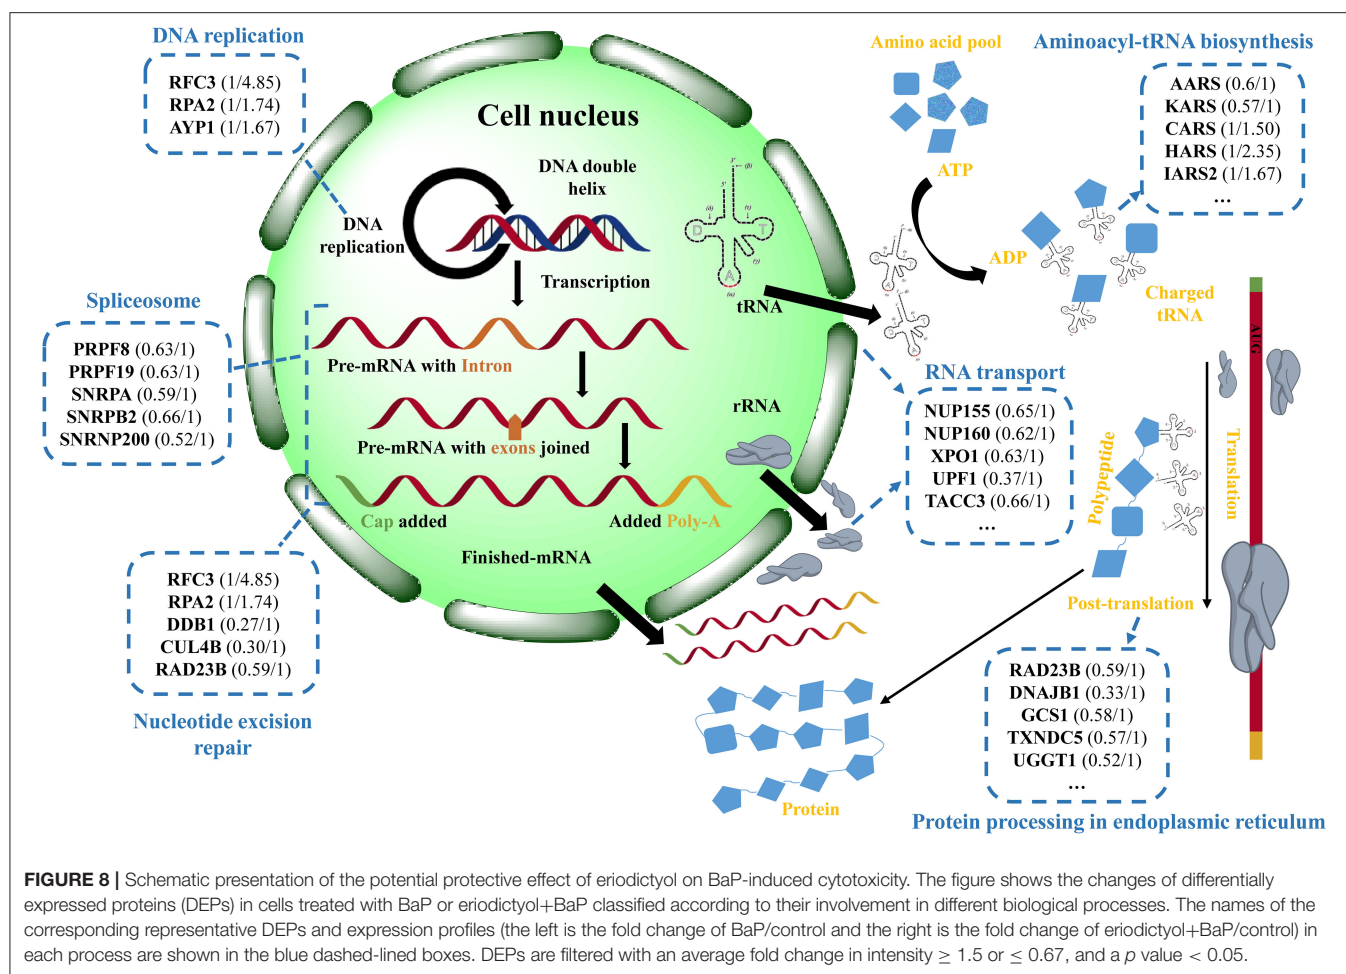 DNA replication
RFC3 (1/4.85)
RPA2 (1/1.74)
AYP1 (1/1.67)
Cell nucleus
DNA double
helix
DNA
replication
Transcription
D
T
A
tRNA
Amino acid pool
ATP
ADP
Charged
tRNA
Aminoacyl-tRNA biosynthesis
AARS (0.6/1)
KARS (0.57/1)
CARS (1/1.50)
HARS (1/2.35)
IARS2 (1/1.67)
...
Spliceosome
PRPF8 (0.63/1)
PRPF19 (0.63/1)
SNRPA (0.59/1)
SNRPB2 (0.66/1)
SNRNP200 (0.52/1)
Pre-mRNA with Intron
Pre-mRNA with exons joined
Cap added
Added Poly-A
Finished-mRNA
rRNA
RNA transport
NUP155 (0.65/1)
NUP160 (0.62/1)
XPO1 (0.63/1)
UPF1 (0.37/1)
TACC3 (0.66/1)
...
AUG
Polypeptide
Translation
Post-translation
RFC3 (1/4.85)
RPA2 (1/1.74)
DDB1 (0.27/1)
CUL4B (0.30/1)
RAD23B (0.59/1)
Nucleotide excision
repair
Protein
RAD23B (0.59/1)
DNAJB1 (0.33/1)
GCS1 (0.58/1)
TXNDC5 (0.57/1)
UGGT1 (0.52/1)
...
Protein processing in endoplasmic reticulum
FIGURE 8 | Schematic presentation of the potential protective effect of eriodictyol on BaP-induced cytotoxicity. The figure shows the changes of differentially
expressed proteins (DEPs) in cells treated with BaP or eriodictyol+BaP classified according to their involvement in different biological processes. The names of the
corresponding representative DEPs and expression profiles (the left is the fold change of BaP/control and the right is the fold change of eriodictyol+BaP/control) in
each process are shown in the blue dashed-lined boxes. DEPs are filtered with an average fold change in intensity ≥ 1.5 or ≤ 0.67, and a p value < 0.05.